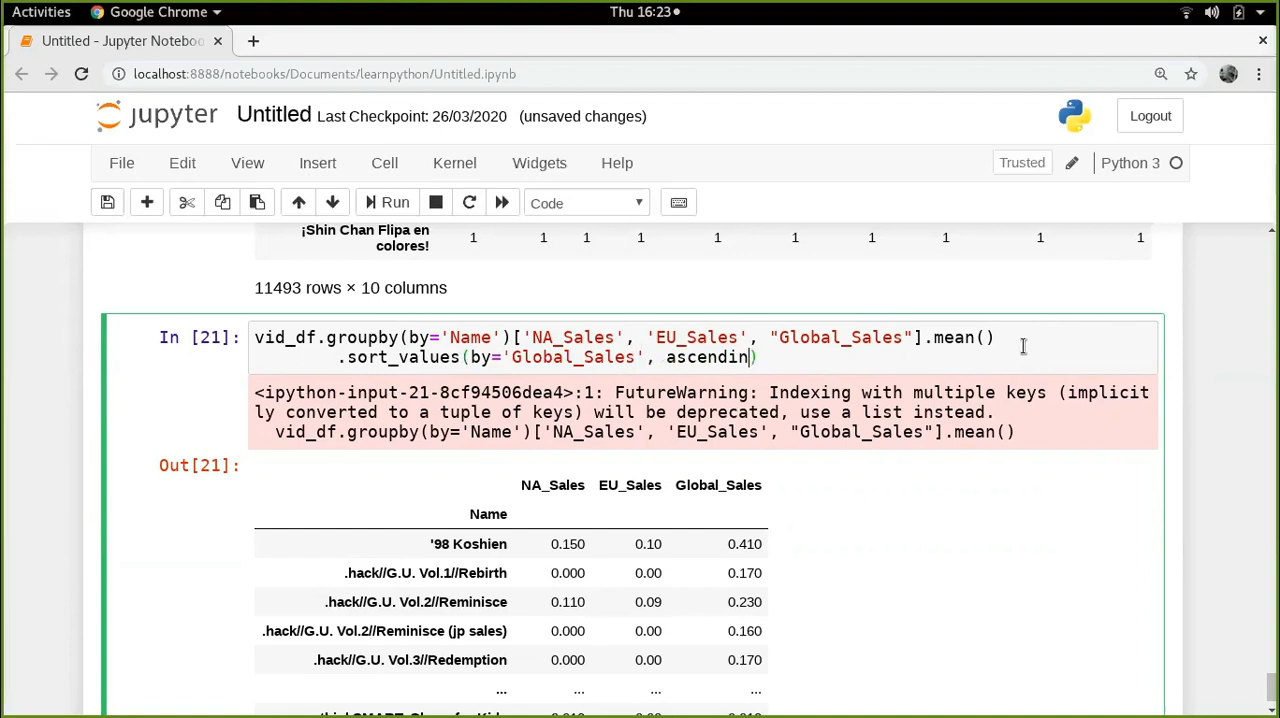 Activities Google Chrome Thu 16:23
Untitled - Jupyter Noteboo
localhost:8888/notebooks/Documents/learnpython/Untitled.ipynb
jupyter Untitled Last Checkpoint: 26/03/2020 (unsaved changes) Logout
File Edit View Insert Cell Kernel Widgets Help Trusted Python 3
Run Code
¡Shin Chan Flipa en
colores! 1 1 1 1 1 1 1 1 1 1
11493 rows × 10 columns
In [21]: vid_df.groupby(by='Name')['NA_Sales', 'EU_Sales', "Global_Sales"].mean()
.sort_values(by='Global_Sales', ascendin)
<ipython-input-21-8cf94506dea4>:1: FutureWarning: Indexing with multiple keys (implicit
ly converted to a tuple of keys) will be deprecated, use a list instead.
vid_df.groupby(by='Name')['NA_Sales', 'EU_Sales', "Global_Sales"].mean()
Out[21]:
NA_Sales EU_Sales Global_Sales
Name
'98 Koshien 0.150 0.10 0.410
.hack//G.U. Vol.1//Rebirth 0.000 0.00 0.170
.hack//G.U. Vol.2//Reminisce 0.110 0.09 0.230
.hack//G.U. Vol.2//Reminisce (jp sales) 0.000 0.00 0.160
.hack//G.U. Vol.3//Redemption 0.000 0.00 0.170
... ... ... ...